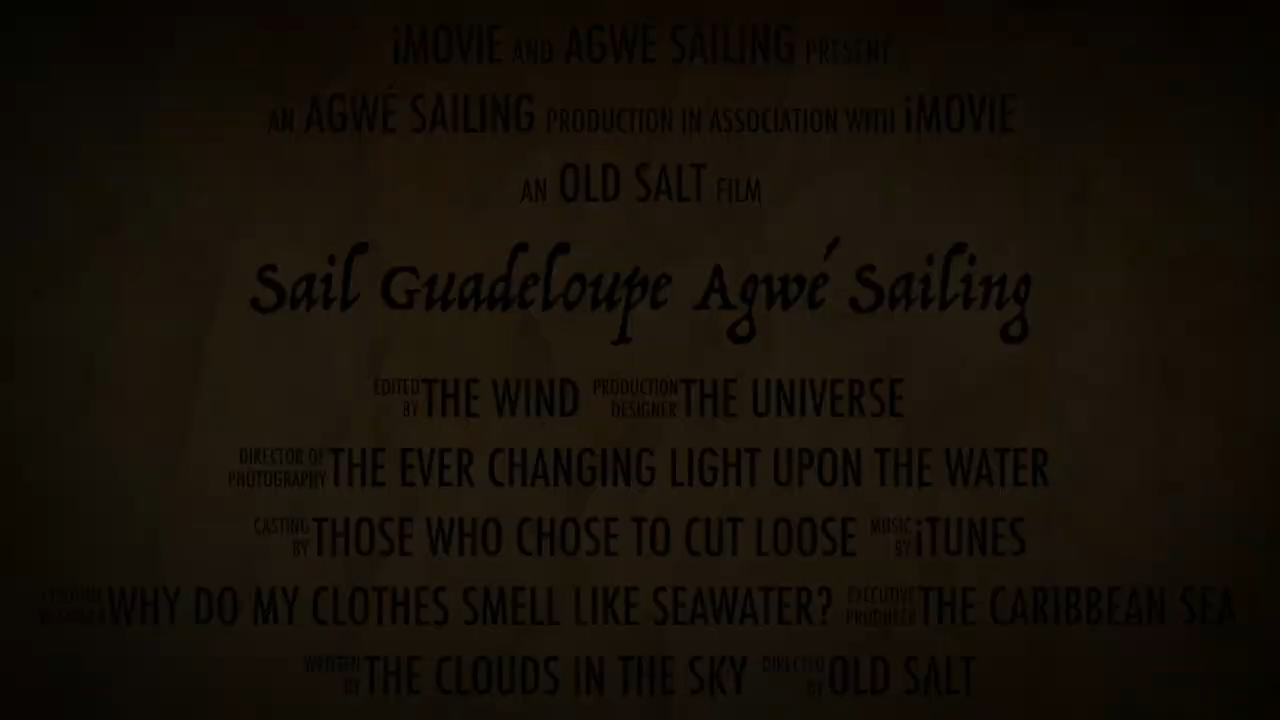 iMOVIE AND AGWÉ SAILING PRESENT
AN AGWÉ SAILING PRODUCTION IN ASSOCIATION WITH iMOVIE
AN OLD SALT FILM
Sail Guadeloupe Agwé Sailing
EDITED BY THE WIND PRODUCTION DESIGNER THE UNIVERSE
DIRECTOR OF PHOTOGRAPHY THE EVER CHANGING LIGHT UPON THE WATER
CASTING BY THOSE WHO CHOSE TO CUT LOOSE MUSIC BY iTUNES
WHY DO MY CLOTHES SMELL LIKE SEAWATER? EXECUTIVE PRODUCER THE CARIBBEAN SEA
WRITTEN BY THE CLOUDS IN THE SKY DIRECTED BY OLD SALT